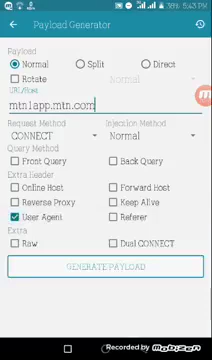 38% 5:43 PM
Payload Generator
Payload
Normal Split Direct
Rotate Normal
URL/Host
mtn1app.mtn.com
Request Method Injection Method
CONNECT Normal
Query Method
Front Query Back Query
Extra Header
Online Host Forward Host
Reverse Proxy Keep Alive
User Agent Referer
Extra
Raw Dual CONNECT
GENERATE PAYLOAD
Recorded by Mobizen